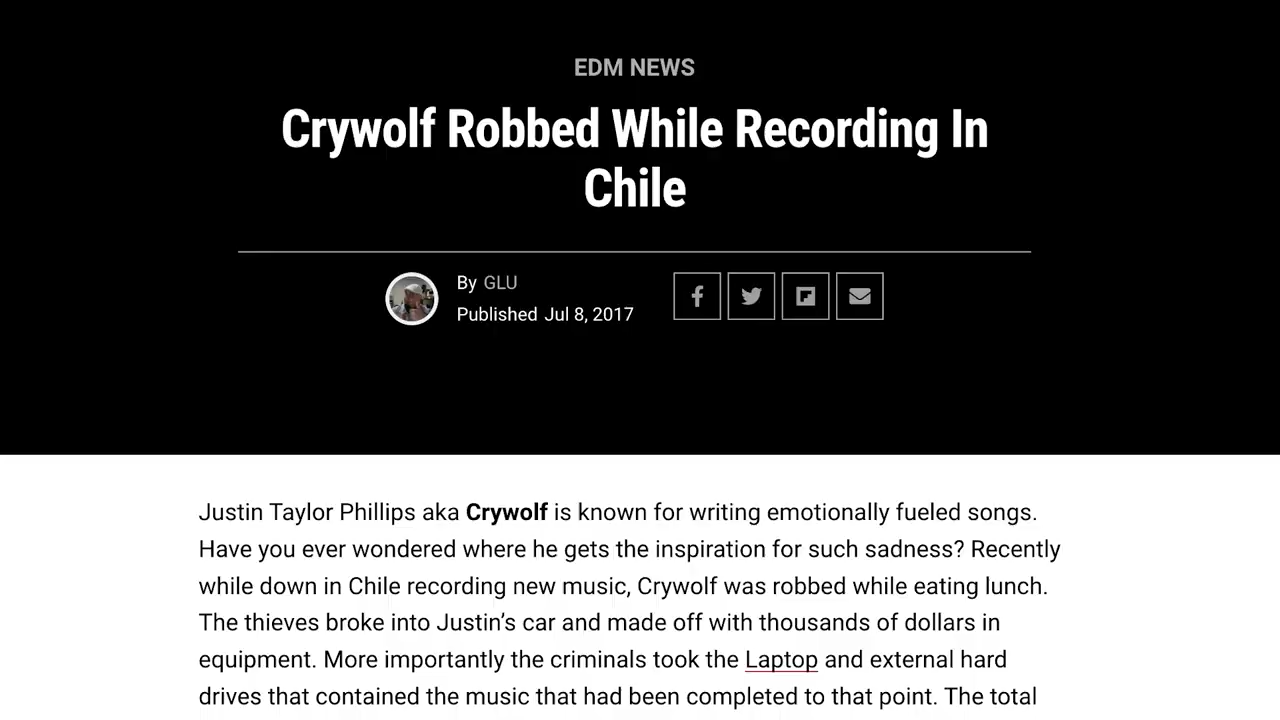 EDM NEWS
Crywolf Robbed While Recording In
Chile
By GLU
Published Jul 8, 2017
Justin Taylor Phillips aka Crywolf is known for writing emotionally fueled songs.
Have you ever wondered where he gets the inspiration for such sadness? Recently
while down in Chile recording new music, Crywolf was robbed while eating lunch.
The thieves broke into Justin’s car and made off with thousands of dollars in
equipment. More importantly the criminals took the Laptop and external hard
drives that contained the music that had been completed to that point. The total